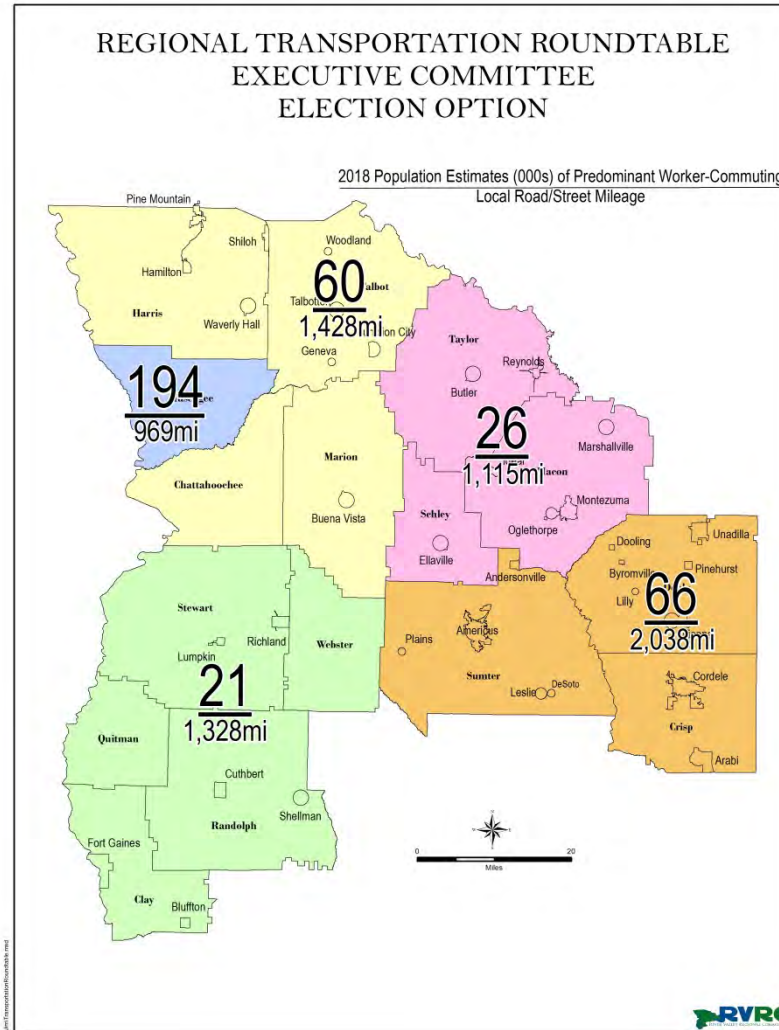 REGIONAL TRANSPORTATION ROUNDTABLE
EXECUTIVE COMMITTEE
ELECTION OPTION
2018 Population Estimates (000s) of Predominant Worker-Commuting
Local Road/Street Mileage
Pine Mountain
Shiloh
Hamilton
Harris
Waverly Hall
Woodland
60
1,428mi
Geneva
Taylor
Reynolds
Butler
194
969mi
26
1,115mi
Marshallville
Marion
Chattahoochee
Buena Vista
Montezuma
Schley
Oglethorpe
Ellaville
Andersonville
Dooling
Unadilla
Byromville
Pinehurst
Lilly
66
2,038mi
Stewart
Richland
Webster
Lumpkin
Plains
Americus
Sumter
Leslie
DeSoto
Cordele
Crisp
Arabi
21
1,328mi
Quitman
Cuthbert
Randolph
Shellman
Fort Gaines
Clay
Bluffton
0
20
Miles